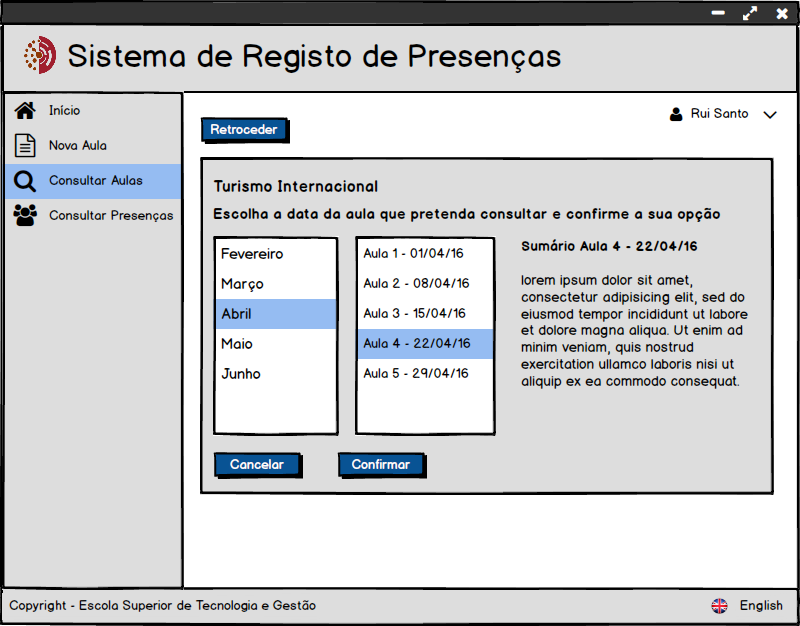 Sistema de Registo de Presenças
Início
Nova Aula
Consultar Aulas
Consultar Presenças
Rui Santo
Retroceder
Turismo Internacional
Escolha a data da aula que pretenda consultar e confirme a sua opção
Fevereiro
Março
Abril
Maio
Junho
Aula 1 - 01/04/16
Aula 2 - 08/04/16
Aula 3 - 15/04/16
Aula 4 - 22/04/16
Aula 5 - 29/04/16
Sumário Aula 4 - 22/04/16
lorem ipsum dolor sit amet,
consectetur adipisicing elit, sed do
eiusmod tempor incididunt ut labore
et dolore magna aliqua. Ut enim ad
minim veniam, quis nostrud
exercitation ullamco laboris nisi ut
aliquip ex ea commodo consequat.
Cancelar
Confirmar
Copyright - Escola Superior de Tecnologia e Gestão
English